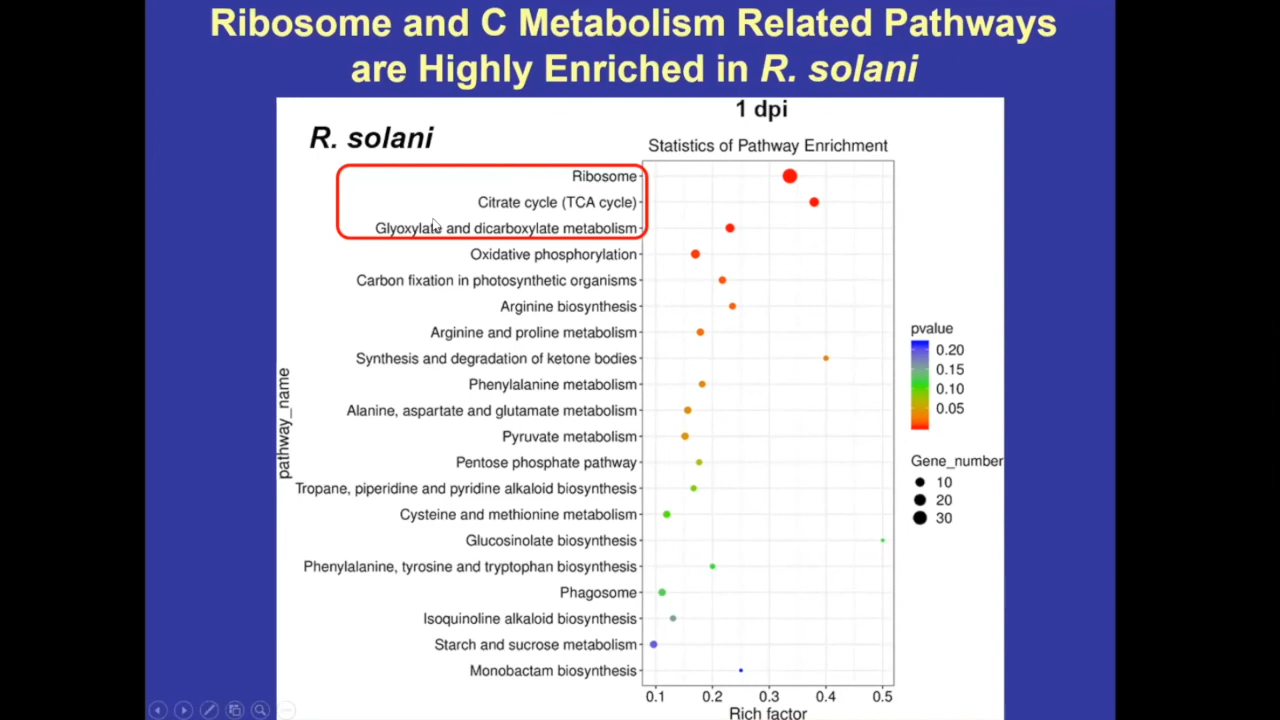 Ribosome and C Metabolism Related Pathways
are Highly Enriched in R. solani
1 dpi
R. solani
Statistics of Pathway Enrichment
Ribosome
Citrate cycle (TCA cycle)
Glyoxylate and dicarboxylate metabolism
Oxidative phosphorylation
Carbon fixation in photosynthetic organisms
Arginine biosynthesis
Arginine and proline metabolism
Synthesis and degradation of ketone bodies
Phenylalanine metabolism
Alanine, aspartate and glutamate metabolism
Pyruvate metabolism
Pentose phosphate pathway
Tropane, piperidine and pyridine alkaloid biosynthesis
Cysteine and methionine metabolism
Glucosinolate biosynthesis
Phenylalanine, tyrosine and tryptophan biosynthesis
Phagosome
Isoquinoline alkaloid biosynthesis
Starch and sucrose metabolism
Monobactam biosynthesis
pathway_name
0.1 0.2 0.3 0.4 0.5
Rich factor
pvalue
0.20
0.15
0.10
0.05
Gene_number
10
20
30